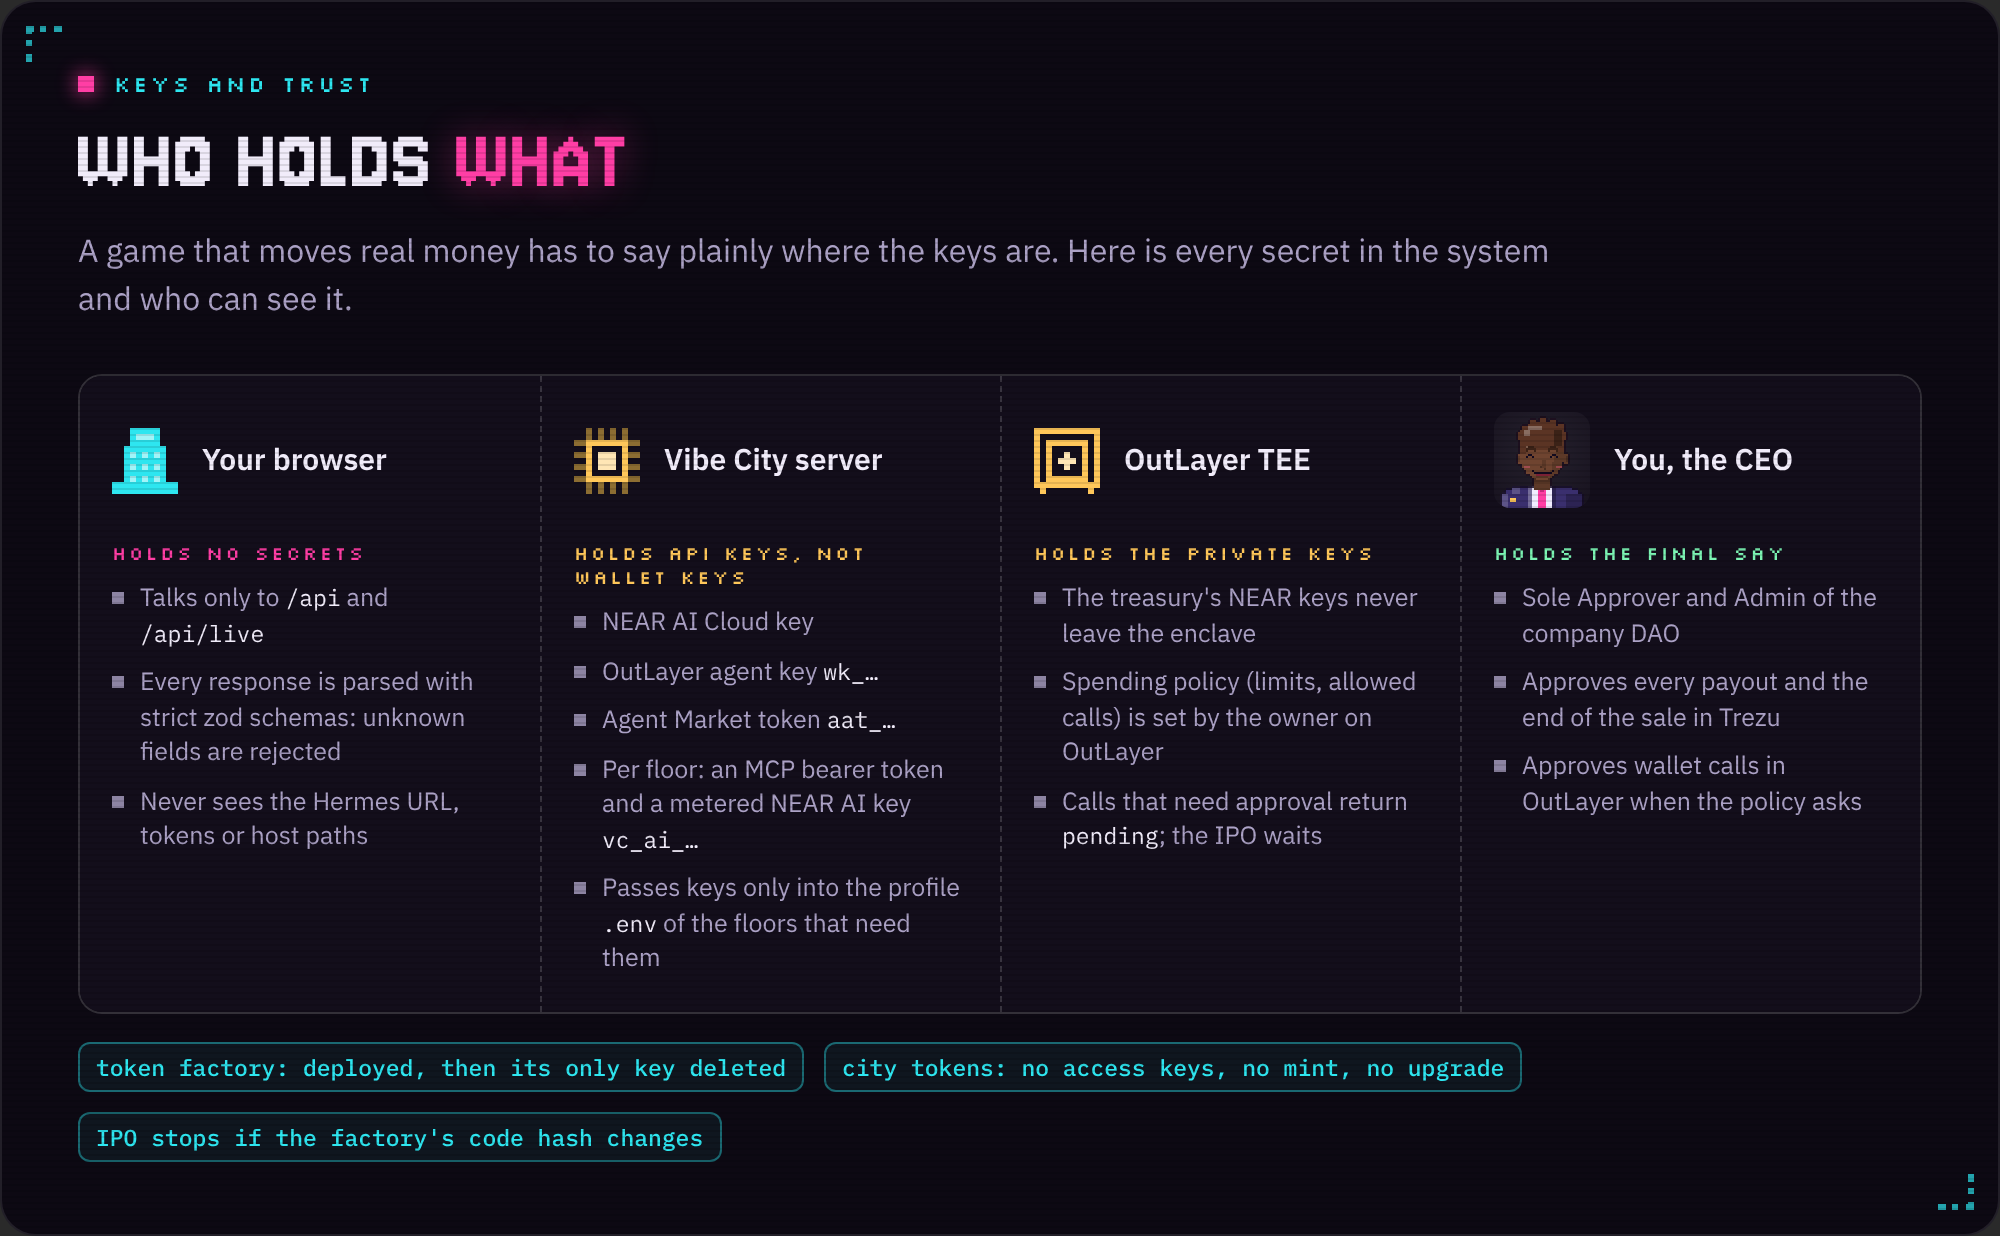 KEYS AND TRUST
WHO HOLDS WHAT
A game that moves real money has to say plainly where the keys are. Here is every secret in the system
and who can see it.
Your browser
HOLDS NO SECRETS
Talks only to /api and
/api/live
Every response is parsed with
strict zod schemas: unknown
fields are rejected
Never sees the Hermes URL,
tokens or host paths
Vibe City server
HOLDS API KEYS, NOT
WALLET KEYS
NEAR AI Cloud key
OutLayer agent key wk_…
Agent Market token aat_…
Per floor: an MCP bearer token
and a metered NEAR AI key
vc_ai_…
Passes keys only into the profile
.env of the floors that need
them
OutLayer TEE
HOLDS THE PRIVATE KEYS
The treasury's NEAR keys never
leave the enclave
Spending policy (limits, allowed
calls) is set by the owner on
OutLayer
Calls that need approval return
pending; the IPO waits
You, the CEO
HOLDS THE FINAL SAY
Sole Approver and Admin of the
company DAO
Approves every payout and the
end of the sale in Trezu
Approves wallet calls in
OutLayer when the policy asks
token factory: deployed, then its only key deleted
city tokens: no access keys, no mint, no upgrade
IPO stops if the factory's code hash changes